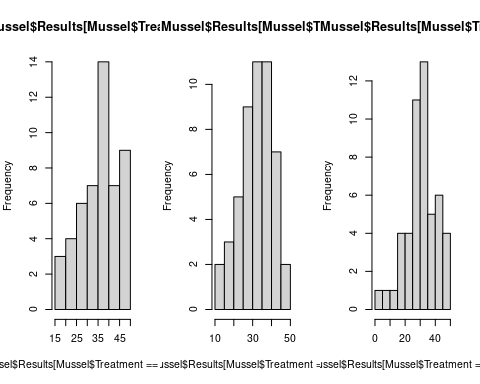 ussel$Results[Mussel$Trea
Mussel$Results[Mussel$T
Mussel$Results[Mussel$Tr
Frequency
0 2 4 6 8 10 12 14
15 25 35 45
Frequency
0 2 4 6 8 10
10 30 50
Frequency
0 2 4 6 8 10 12
0 20 40
sel$Results[Mussel$Treatment ==
ussel$Results[Mussel$Treatment =
ussel$Results[Mussel$Treatment =